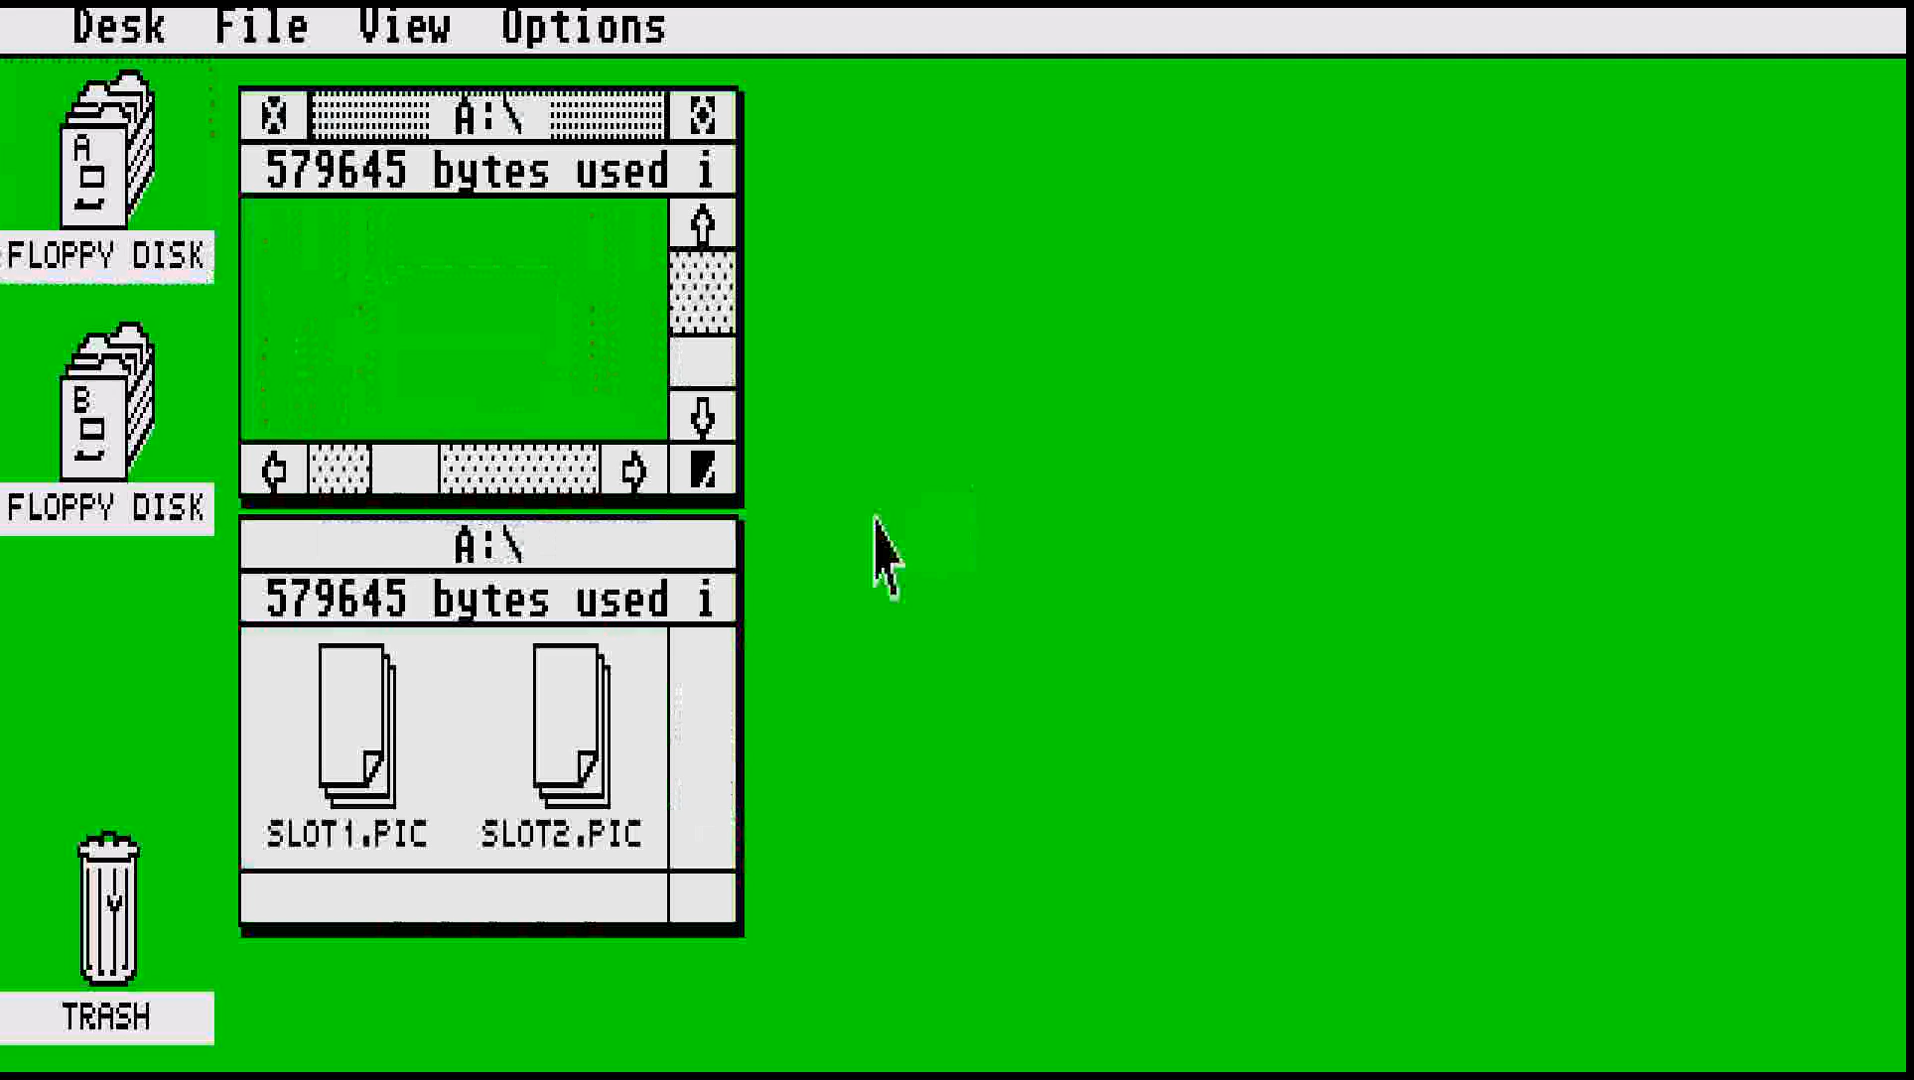 Desk File View Options
A
FLOPPY DISK
B
FLOPPY DISK
TRASH
A:\
579645 bytes used i
A:\
579645 bytes used i
SLOT1.PIC SLOT2.PIC